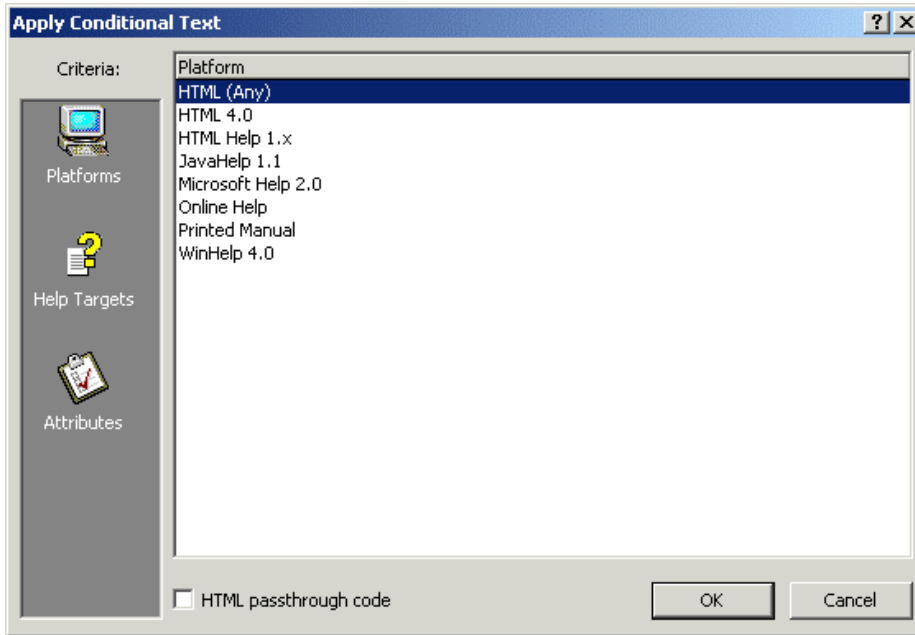 Apply Conditional Text
Criteria:
Platforms
Help Targets
Attributes
Platform
HTML (Any)
HTML 4.0
HTML Help 1.x
JavaHelp 1.1
Microsoft Help 2.0
Online Help
Printed Manual
WinHelp 4.0
HTML passthrough code
OK
Cancel